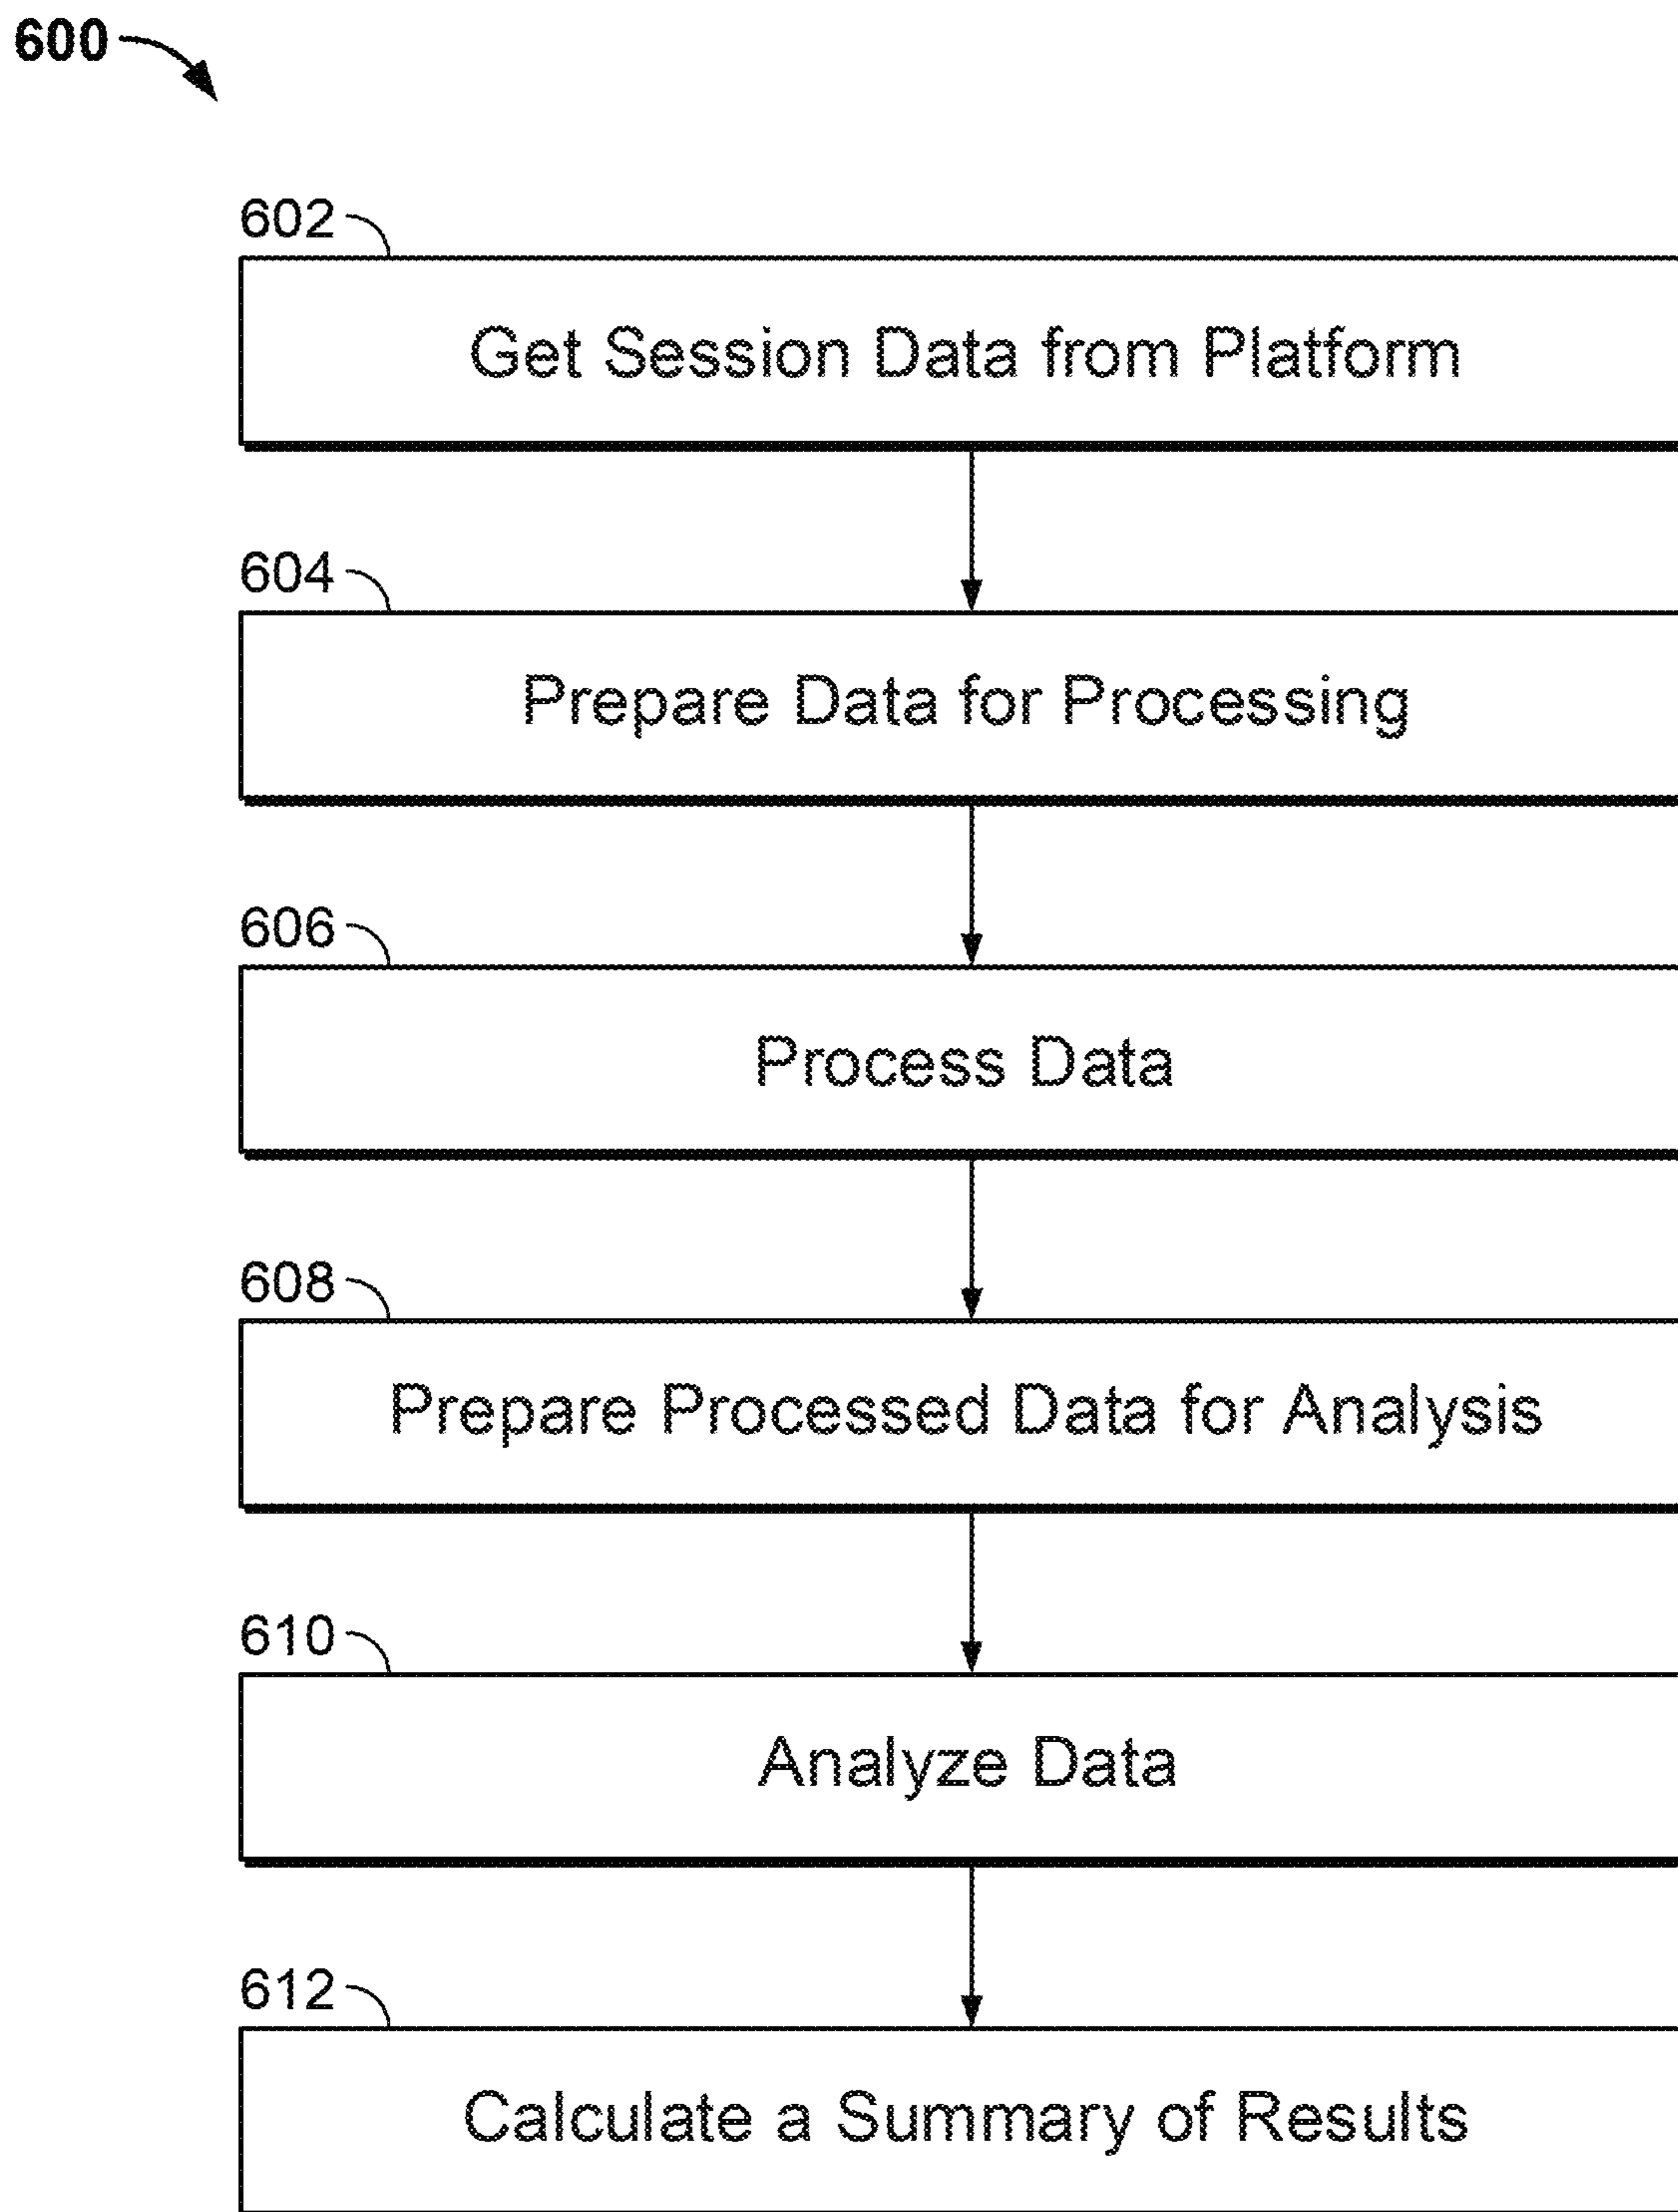 600
602
Get Session Data from Platform
604
Prepare Data for Processing
606
Process Data
608
Prepare Processed Data for Analysis
610
Analyze Data
612
Calculate a Summary of Results